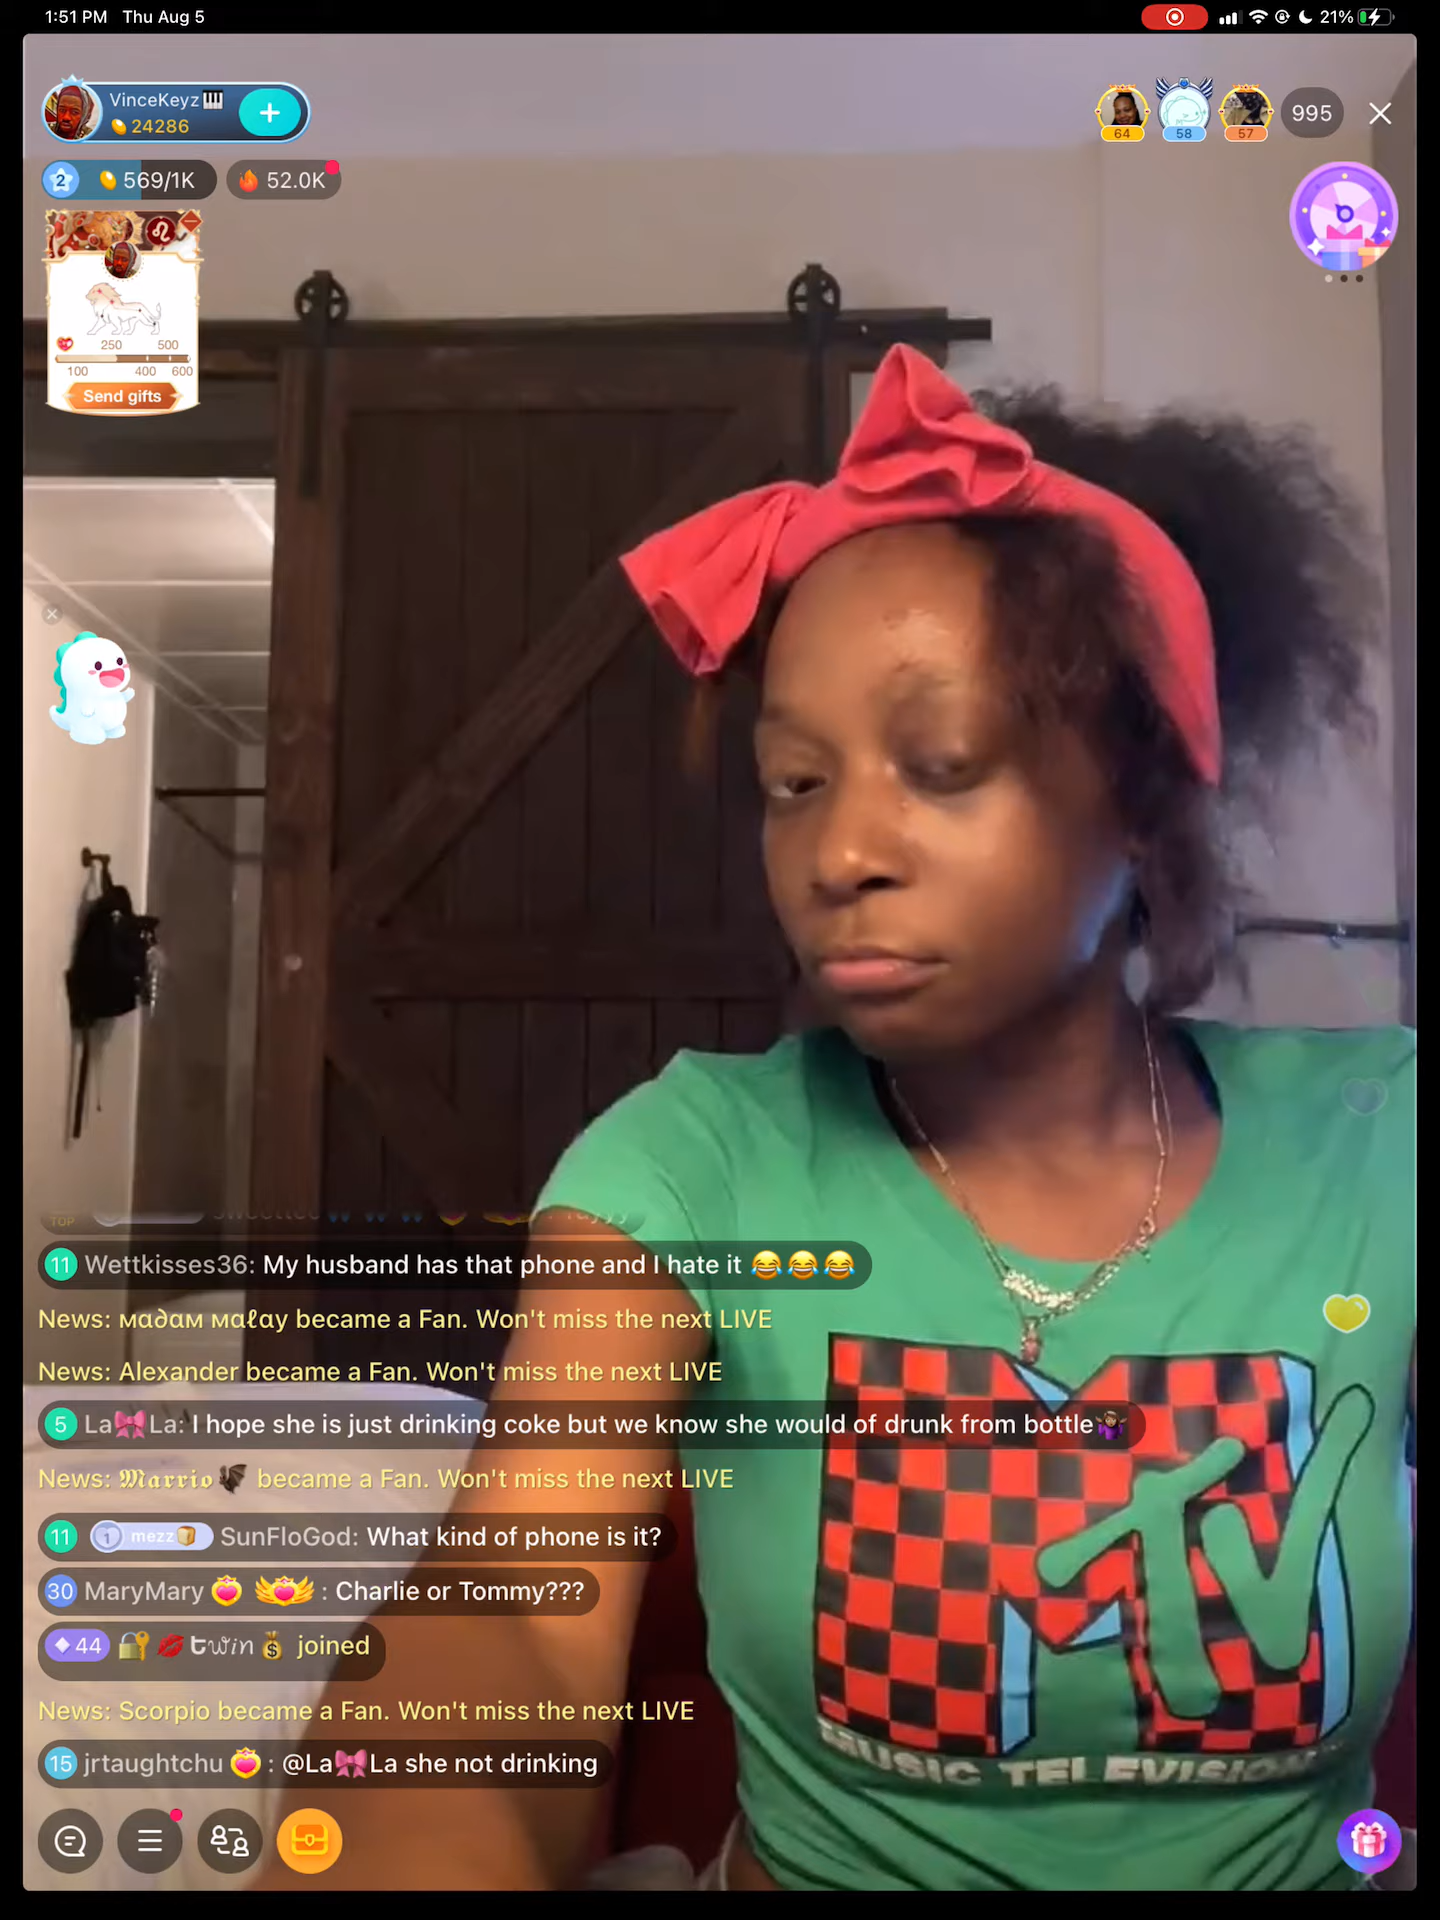 1:51 PM Thu Aug 5
21%
VinceKeyz🎹
24286
64
58
57
995
2
569/1K
52.0K
250 500
100 400 600
Send gifts
TOP
11 Wettkisses36: My husband has that phone and I hate it 😂😂😂
News: мα∂αм мαℓαу became a Fan. Won't miss the next LIVE
News: Alexander became a Fan. Won't miss the next LIVE
5 La🎀La: I hope she is just drinking coke but we know she would of drunk from bottle🤷🏾‍♀️
News: 𝕸𝖆𝖗𝖗𝖎𝖔🦇 became a Fan. Won't miss the next LIVE
11 1 mezz🍞 SunFloGod: What kind of phone is it?
30 MaryMary : Charlie or Tommy???
44 🔐💋 twin💰 joined
News: Scorpio became a Fan. Won't miss the next LIVE
15 jrtaughtchu : @La🎀La she not drinking
MTV
MUSIC TELEVISION